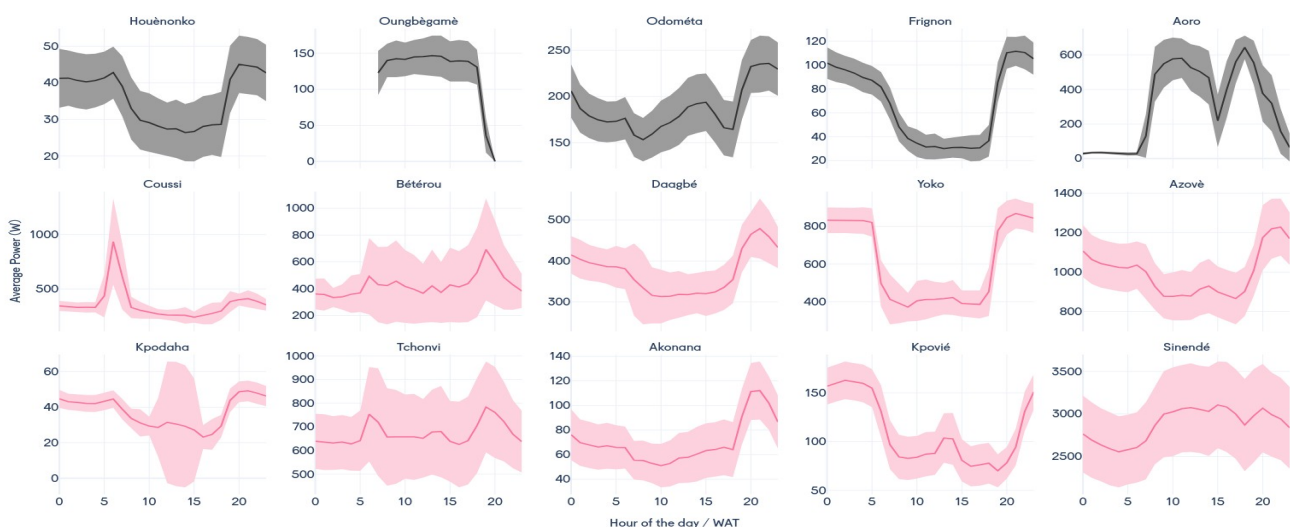 Houènonko Oungbègamè Odométa Frignon Aoro
50 40 30 20
150 100 50 0
250 200 150
120 100 80 60 40 20
600 400 200 0
Coussi Bétérou Daagbé Yoko Azovè
Average Power (W)
1000 500
1000 800 600 400 200
500 400 300
800 600 400
1400 1200 1000 800
Kpodaha Tchonvi Akonana Kpovié Sinendé
60 40 20 0
1000 900 800 700 600 500
140 120 100 80 60 40
150 100 50
3500 3000 2500
0 5 10 15 20 0 5 10 15 20 0 5 10 15 20 0 5 10 15 20 0 5 10 15 20
Hour of the day / WAT